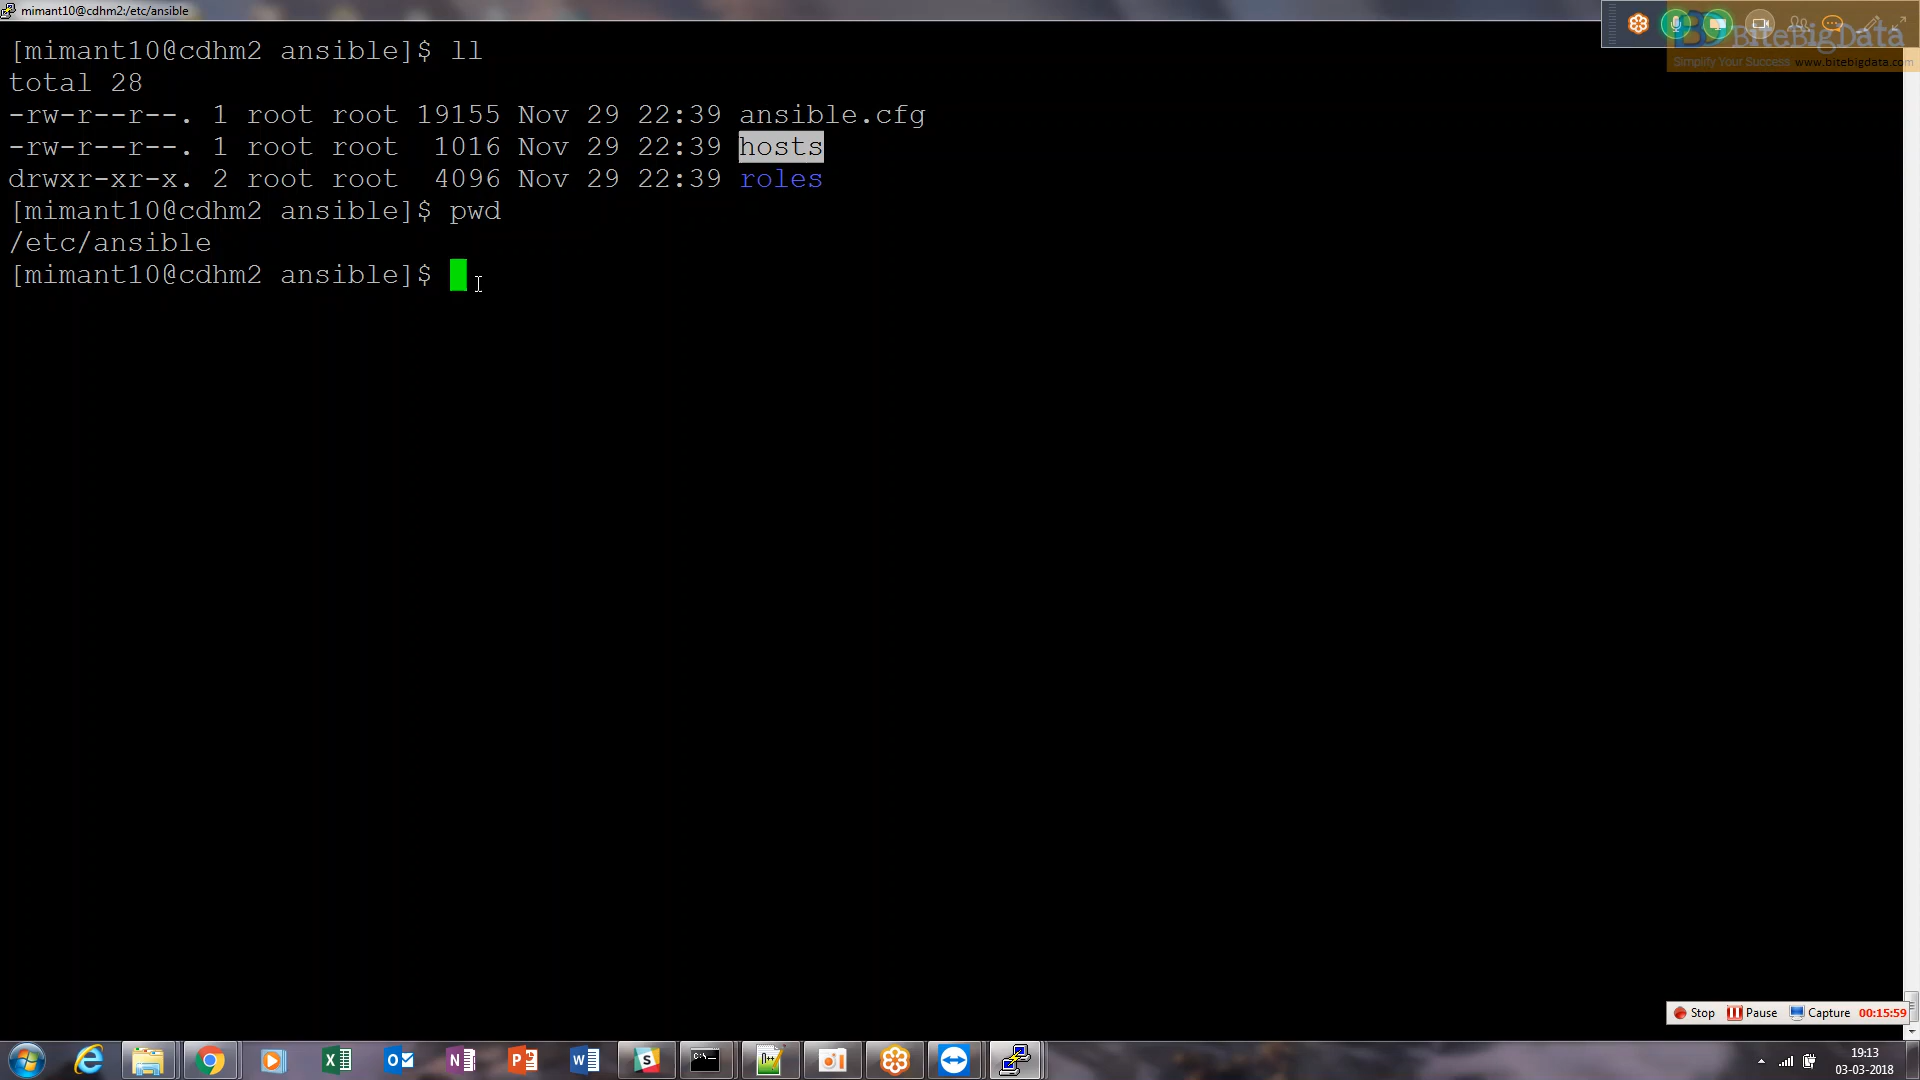 mimant10@cdhm2:/etc/ansible
[mimant10@cdhm2 ansible]$ ll
total 28
-rw-r--r--. 1 root root 19155 Nov 29 22:39 ansible.cfg
-rw-r--r--. 1 root root  1016 Nov 29 22:39 hosts
drwxr-xr-x. 2 root root  4096 Nov 29 22:39 roles
[mimant10@cdhm2 ansible]$ pwd
/etc/ansible
[mimant10@cdhm2 ansible]$
BiteBigData
Simplify Your Success www.bitebigdata.com
Stop Pause Capture 00:15:59
19:13
03-03-2018